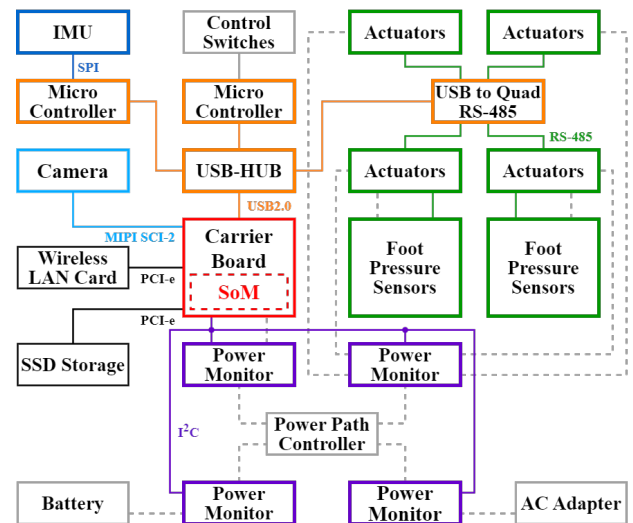 IMU
Control
Switches
Actuators
Actuators
SPI
Micro
Controller
Micro
Controller
USB to Quad
RS-485
RS-485
Camera
USB-HUB
Actuators
Actuators
USB2.0
MIPI SCI-2
Carrier
Board
SoM
Foot
Pressure
Sensors
Foot
Pressure
Sensors
Wireless
LAN Card
PCI-e
PCI-e
SSD Storage
Power
Monitor
Power
Monitor
Power Path
Controller
I²C
Battery
Power
Monitor
Power
Monitor
AC Adapter